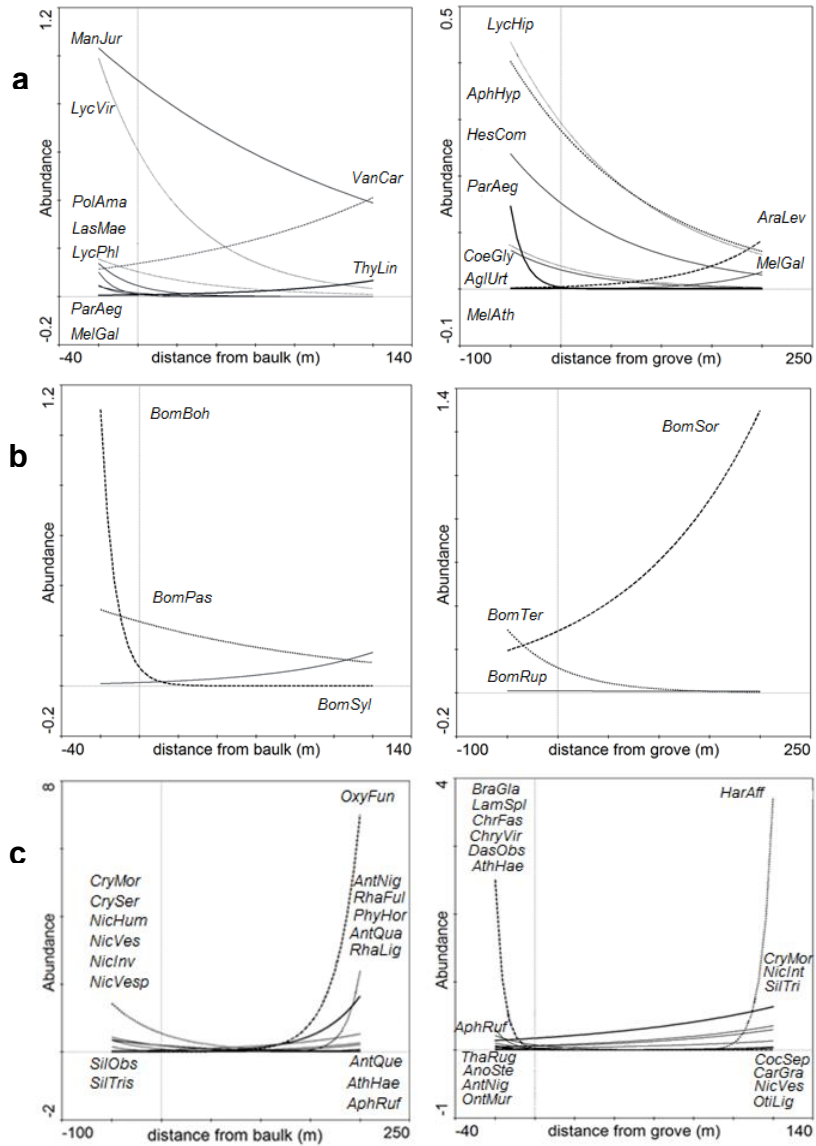 a
1.2
Abundance
-0.2
ManJur
LycVir
PolAma
LasMae
LycPhl
ParAeg
MelGal
VanCar
ThyLin
-40
distance from baulk (m)
140
0.5
Abundance
-0.1
LycHip
AphHyp
HesCom
ParAeg
CoeGly
AglUrt
MelAth
AraLev
MelGal
-100
distance from grove (m)
250
b
1.2
Abundance
-0.2
BomBoh
BomPas
BomSyl
-40
distance from baulk (m)
140
1.4
Abundance
-0.2
BomSor
BomTer
BomRup
-100
distance from grove (m)
250
c
8
Abundance
-2
CryMor
CrySer
NicHum
NicVes
NicInv
NicVesp
SilObs
SilTris
OxyFun
AntNig
RhaFul
PhyHor
AntQua
RhaLig
AntQue
AthHae
AphRuf
-100
distance from baulk (m)
250
4
Abundance
-1
BraGla
LamSpl
ChrFas
ChryVir
DasObs
AthHae
AphRuf
ThaRug
AnoSte
AntNig
OntMur
HarAff
CryMor
NicInt
SilTri
CocSep
CarGra
NicVes
OtiLig
-40
distance from grove (m)
140